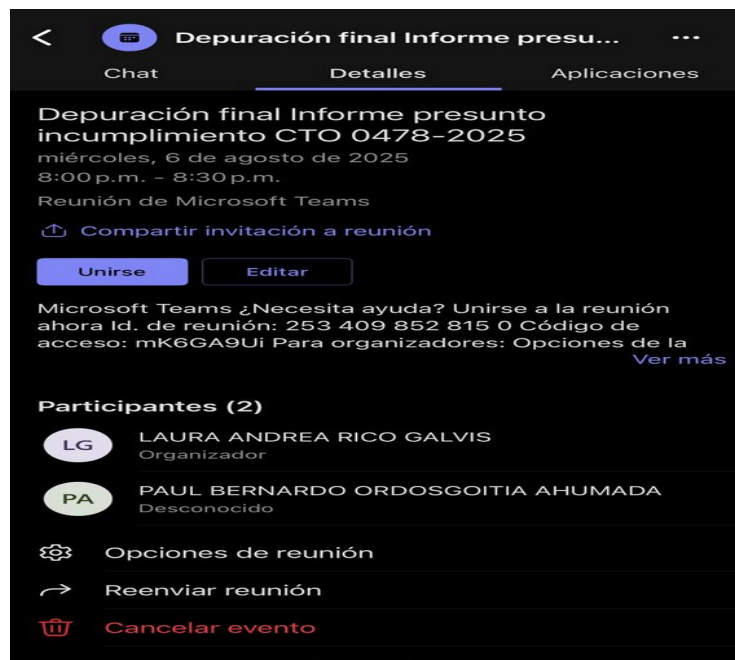 Depuración final Informe presu...
Chat Detalles Aplicaciones
Depuración final Informe presunto
incumplimiento CTO 0478-2025
miércoles, 6 de agosto de 2025
8:00 p.m. - 8:30 p.m.
Reunión de Microsoft Teams
Compartir invitación a reunión
Unirse Editar
Microsoft Teams ¿Necesita ayuda? Unirse a la reunión
ahora Id. de reunión: 253 409 852 815 0 Código de
acceso: mK6GA9Ui Para organizadores: Opciones de la
Ver más
Participantes (2)
LG LAURA ANDREA RICO GALVIS
Organizador
PA PAUL BERNARDO ORDOSGOITIA AHUMADA
Desconocido
Opciones de reunión
Reenviar reunión
Cancelar evento